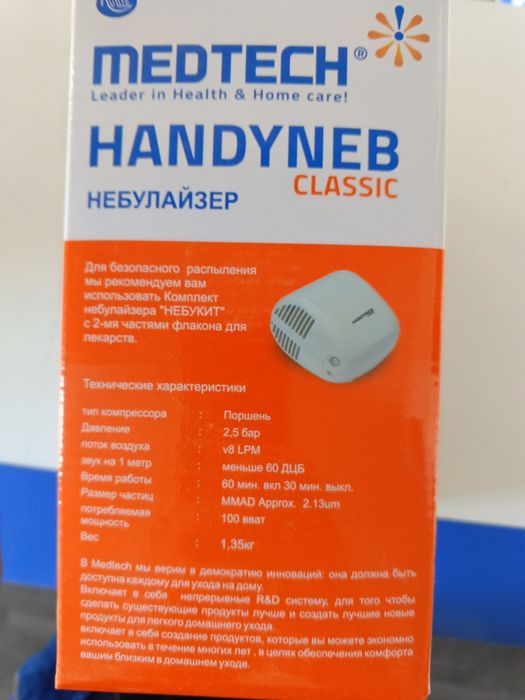 MEDTECH®
Leader in Health & Home care!
HANDYNEB
CLASSIC
НЕБУЛАЙЗЕР
Для безопасного распыления
мы рекомендуем вам
использовать Комплект
небулайзера "НЕБУКИТ"
с 2-мя частями флакона для
лекарств.
HANDYNEB
Технические характеристики
тип компрессора : Поршень
Давление : 2,5 бар
поток воздуха : v8 LPM
звук на 1 метр : меньше 60 ДЦБ
Время работы : 60 мин. вкл 30 мин. выкл.
Размер частиц : MMAD Approx. 2.13um
потребляемая
мощность : 100 вват
Вес : 1,35кг
В Medtech мы верим в демократию инноваций: она должна быть
доступна каждому для ухода на дому.
Включает в себя непрерывные R&D систему, для того чтобы
сделать существующие продукты лучше и создать лучшие новые
продукты для легкого домашнего ухода.
включает в себя создание продуктов, которые вы можете экономно
использовать в течение многих лет , в целях обеспечения комфорта
вашим близким в домашнем уходе.